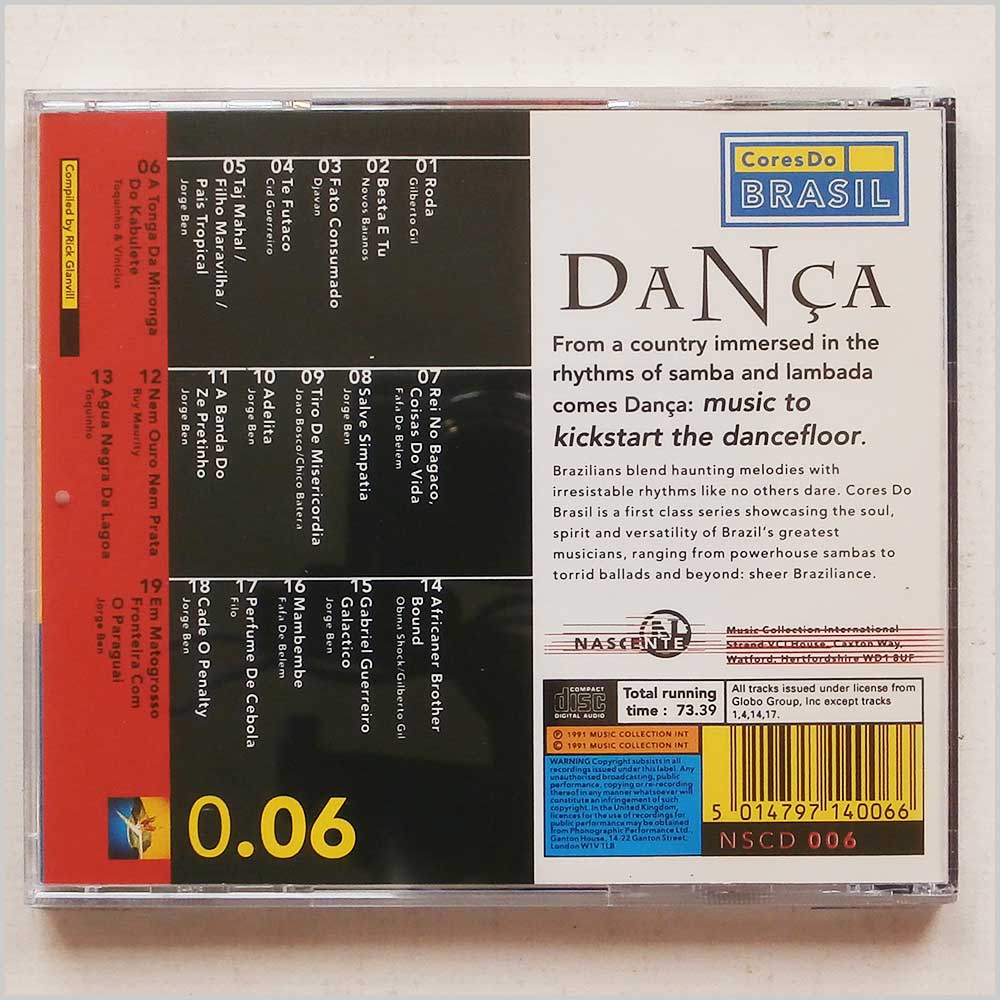 Cores Do
BRASIL
DaNça
From a country immersed in the
rhythms of samba and lambada
comes Dança: music to
kickstart the dancefloor.
Brazilians blend haunting melodies with
irresistable rhythms like no others dare. Cores Do
Brasil is a first class series showcasing the soul,
spirit and versatility of Brazil's greatest
musicians, ranging from powerhouse sambas to
torrid ballads and beyond: sheer Braziliance.
NASCENTE
Music Collection International
Strand VCI House, Caxton Way,
Watford, Hertfordshire WD1 8UF
COMPACT
disc
DIGITAL AUDIO
Total running
time : 73.39
All tracks issued under license from
Globo Group, Inc except tracks
1,4,14,17.
℗ 1991 MUSIC COLLECTION INT
© 1991 MUSIC COLLECTION INT
WARNING Copyright subsists in all
recordings issued under this label. Any
unauthorised broadcasting, public
performance, copying or re-recording
thereof in any manner whatsoever will
constitute an infringement of such
copyright. In the United Kingdom,
licences for the use of recordings for
public performance may be obtained
from Phonographic Performance Ltd.,
Ganton House, 14-22 Ganton Street,
London W1V 1LB
5 014797 140066
NSCD 006
01 Roda
Gilberto Gil
02 Besta E Tu
Novos Baianos
03 Fato Consumado
Djavan
04 Te Futaco
Cid Guerreiro
05 Taj Mahal /
Filho Maravilha /
Pais Tropical
Jorge Ben
06 A Tonga Da Mironga
Do Kabulete
Toquinho & Vinicius
07 Rei No Bagaco,
Coisas Do Vida
Fafa De Belem
08 Salve Simpatia
Jorge Ben
09 Tiro De Misericordia
Joao Bosco/Chico Batera
10 Adelita
Jorge Ben
11 A Banda Do
Ze Pretinho
Jorge Ben
12 Nem Ouro Nem Prata
Ruy Maurity
13 Agua Negra Da Lagoa
Toquinho
14 Africaner Brother
Bound
Obina Shock/Gilberto Gil
15 Gabriel Guerreiro
Galactico
Jorge Ben
16 Mambembe
Fafa De Belem
17 Perfume De Cebola
Filo
18 Cade O Penalty
Jorge Ben
19 Em Matogrosso
Fronteira Com
O Paraguai
Jorge Ben
Compiled by Rick Glanvill
0.06